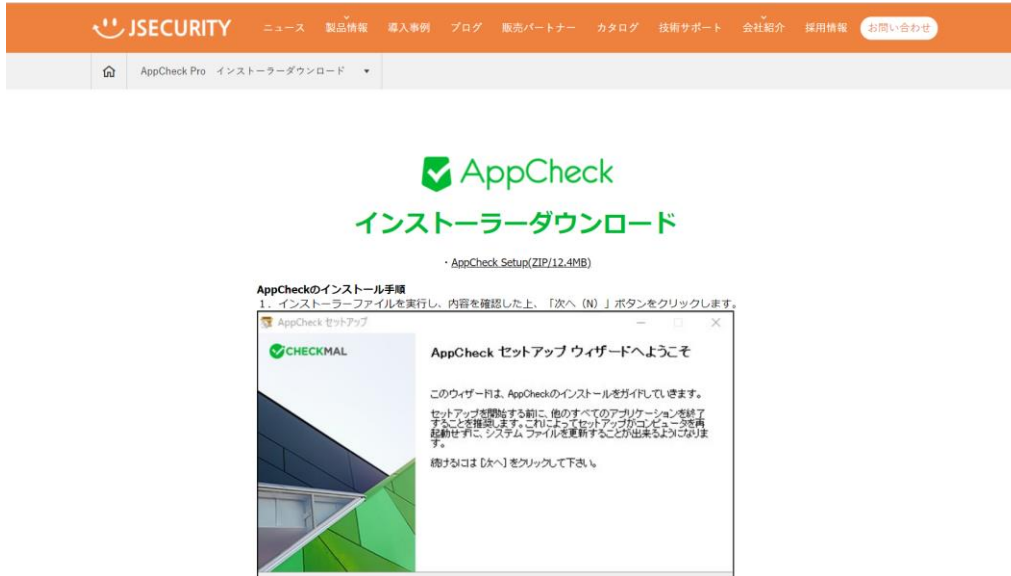 JSECURITY
ニュース 製品情報 導入事例 ブログ 販売パートナー カタログ 技術サポート 会社紹介 採用情報 お問い合わせ
AppCheck Pro インストーラーダウンロード
AppCheck
インストーラーダウンロード
・AppCheck Setup(ZIP/12.4MB)
AppCheckのインストール手順
1．インストーラーファイルを実行し、内容を確認した上、「次へ（N）」ボタンをクリックします。
AppCheck セットアップ
CHECKMAL
AppCheck セットアップ ウィザードへようこそ
このウィザードは、AppCheckのインストールをガイドしていきます。
セットアップを開始する前に、他のすべてのアプリケーションを終了
することを推奨します。これによってセットアップがコンピュータを再
起動せずに、システム ファイルを更新することが出来るようになりま
す。
続けるには [次へ] をクリックして下さい。